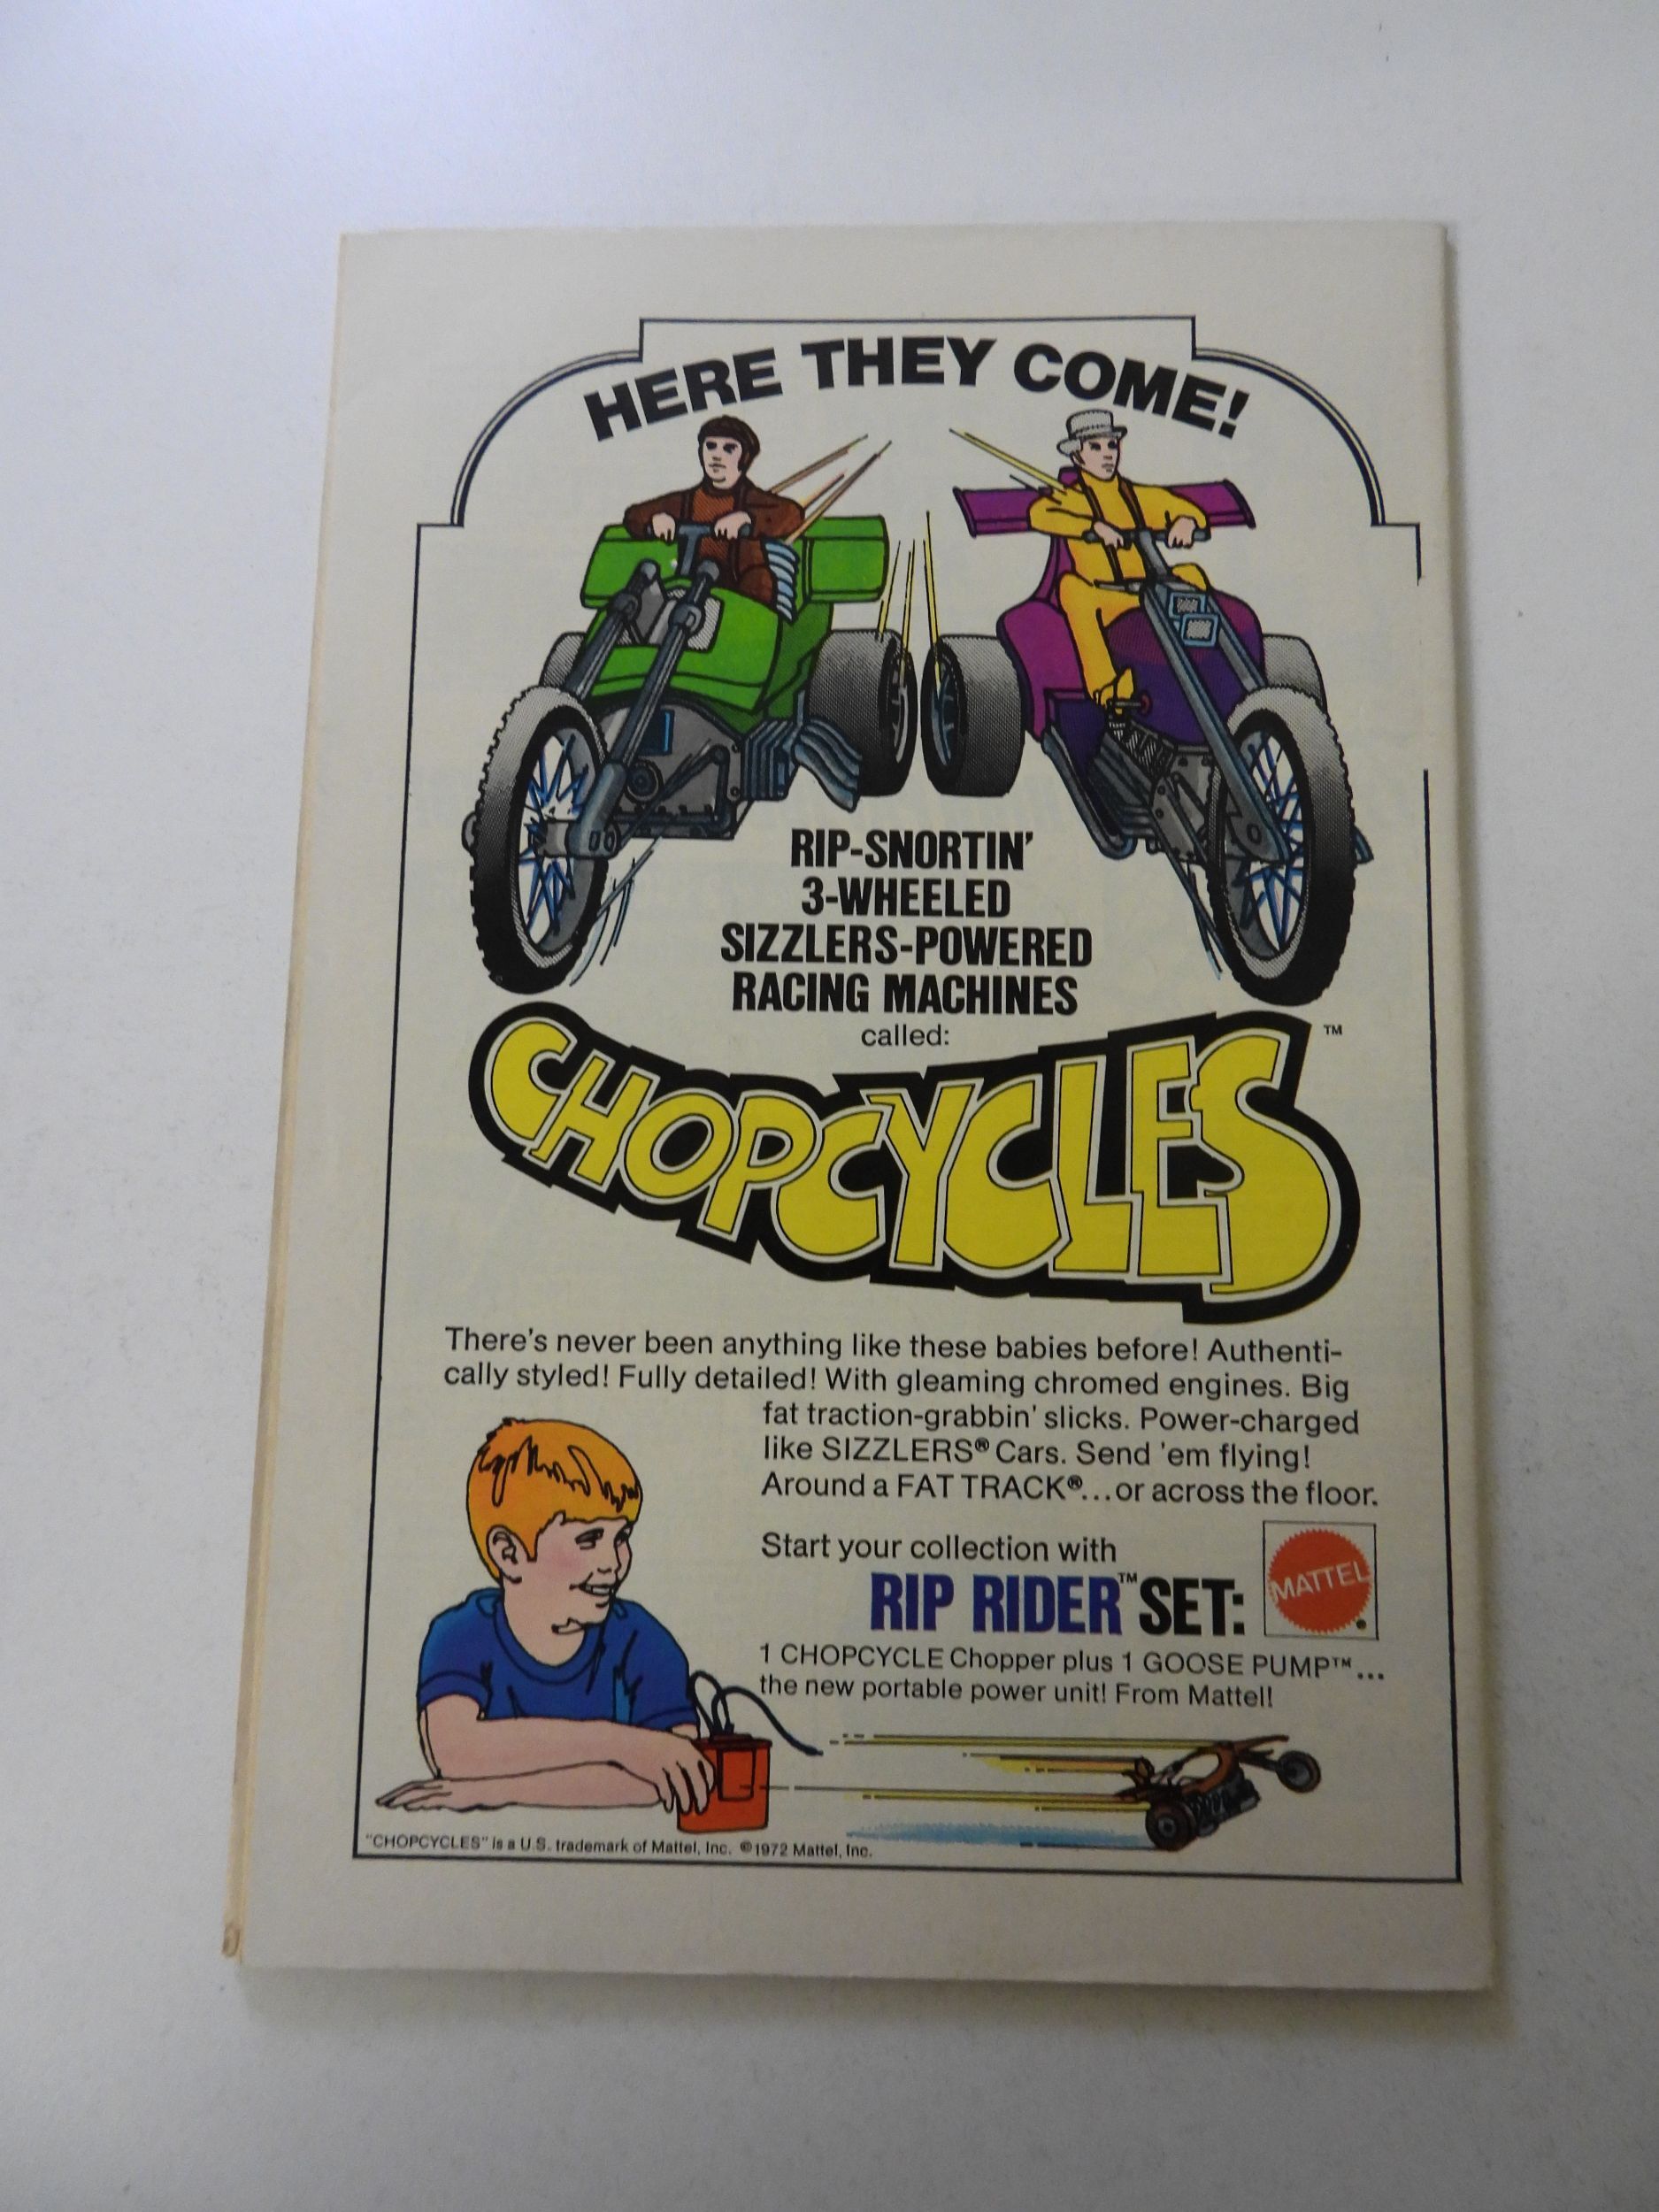 HERE THEY COME!
RIP-SNORTIN'
3-WHEELED
SIZZLERS-POWERED
RACING MACHINES
called:
CHOPCYCLES™
There's never been anything like these babies before! Authenti-
cally styled! Fully detailed! With gleaming chromed engines. Big
fat traction-grabbin' slicks. Power-charged
like SIZZLERS® Cars. Send 'em flying!
Around a FAT TRACK®...or across the floor.
Start your collection with
RIP RIDER™ SET:
MATTEL®
1 CHOPCYCLE Chopper plus 1 GOOSE PUMP™...
the new portable power unit! From Mattel!
"CHOPCYCLES" is a U.S. trademark of Mattel, Inc. ©1972 Mattel, Inc.